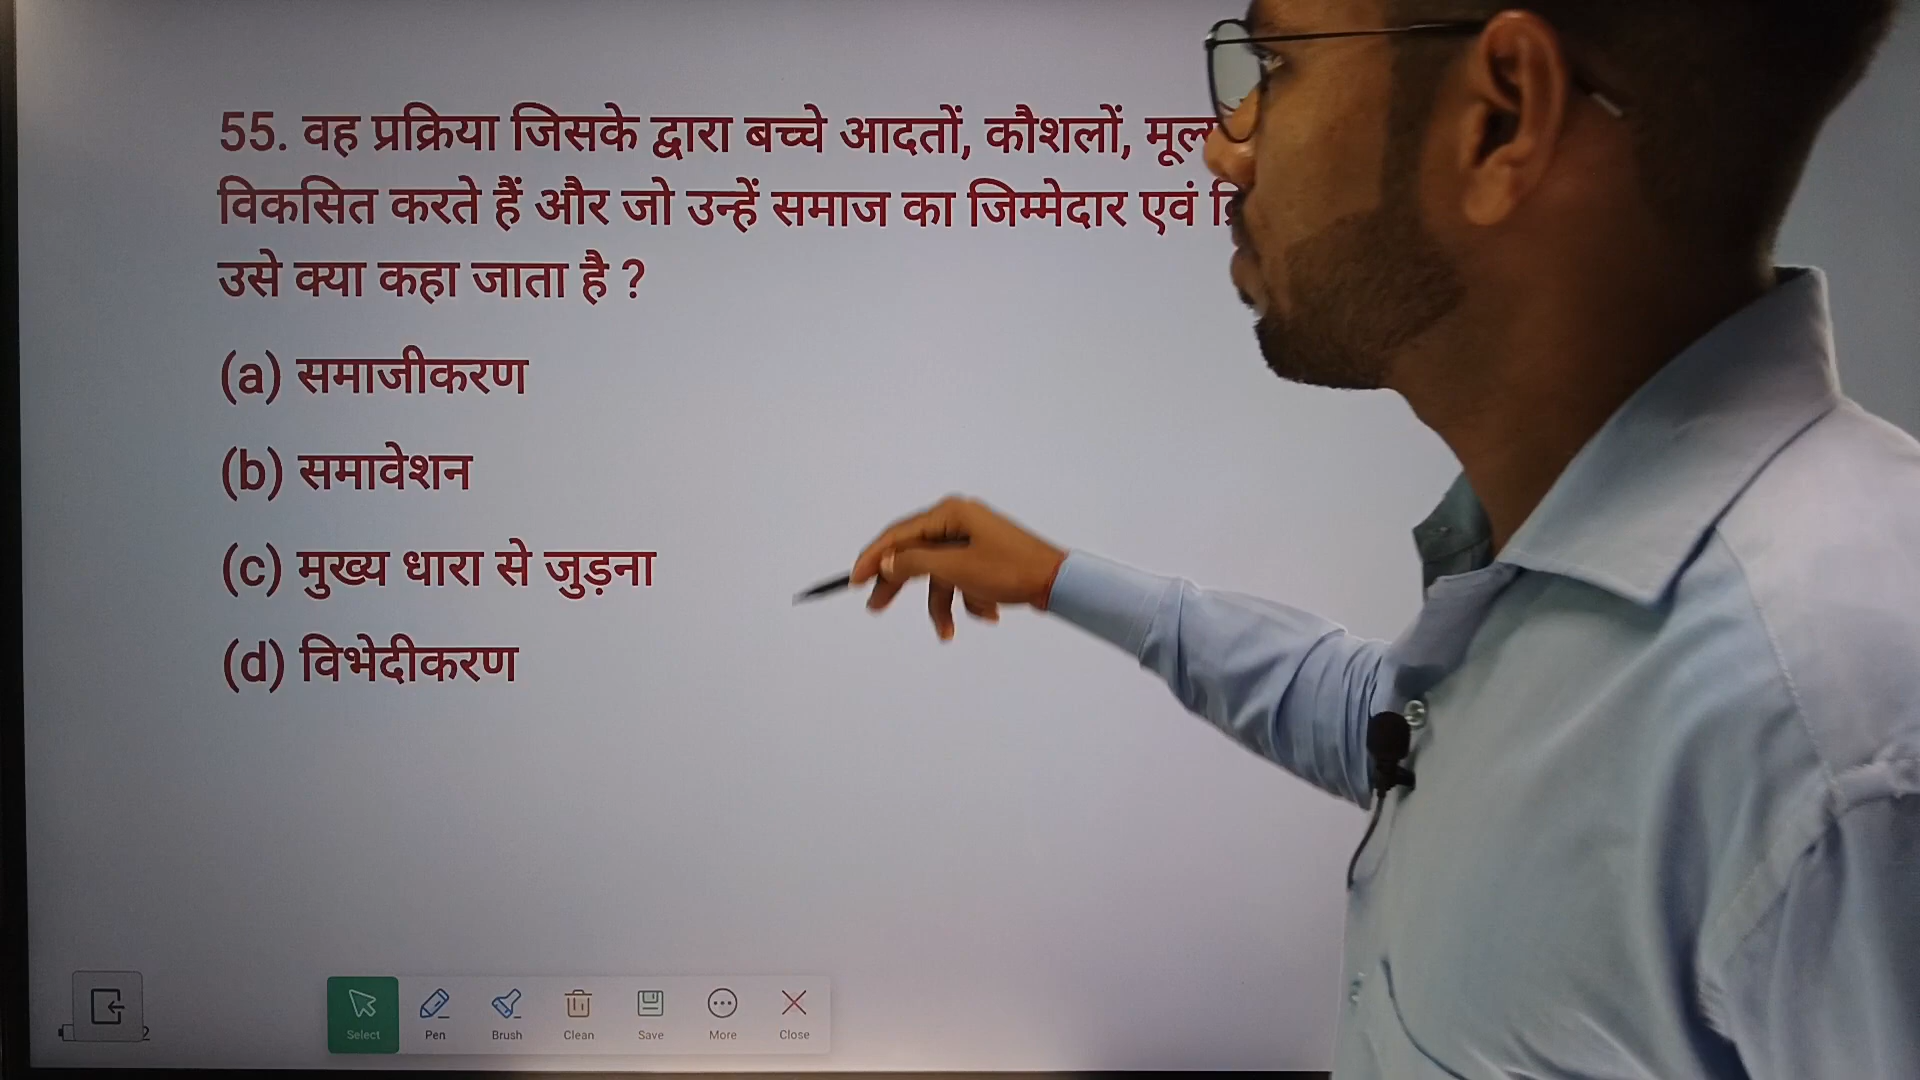 55. वह प्रक्रिया जिसके द्वारा बच्चे आदतों, कौशलों,
विकसित करते हैं और जो उन्हें समाज का जिम्मेदार एवं
उसे क्या कहा जाता है ?
(a) समाजीकरण
(b) समावेशन
(c) मुख्य धारा से जुड़ना
(d) विभेदीकरण
Select Pen Brush Clean Save More Close